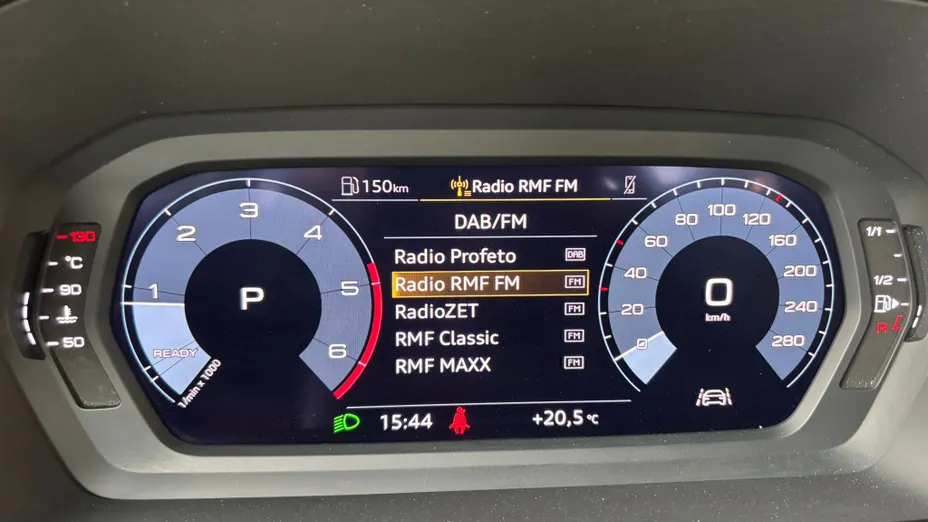 150km
Radio RMF FM
DAB/FM
Radio Profeto DAB
Radio RMF FM FM
RadioZET FM
RMF Classic FM
RMF MAXX FM
15:44
+20,5 °C
130
°C
90
50
1
2
3
4
5
6
P
READY
1/min x 1000
0
20
40
60
80
100
120
160
200
240
280
0
km/h
1/1
1/2
R